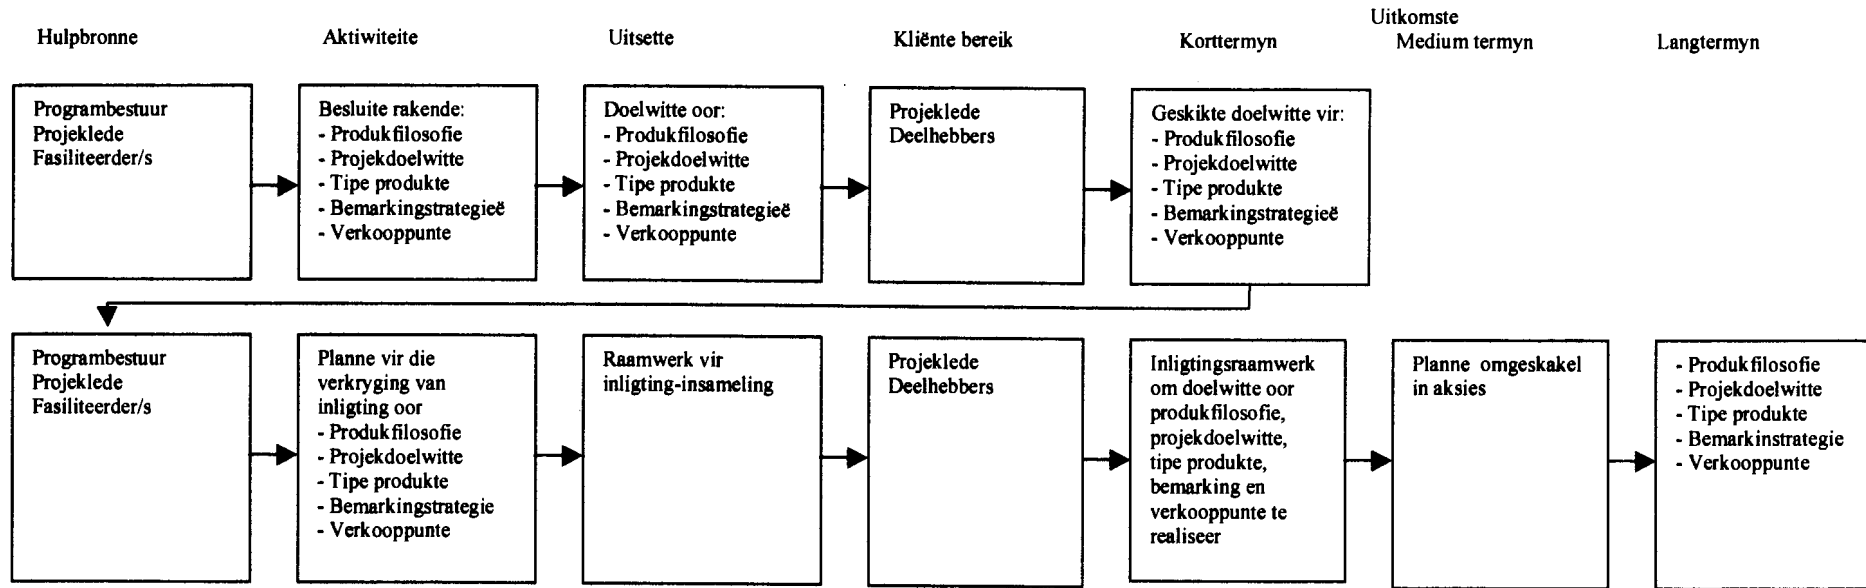 Uitkomste
Hulpbronne Aktiwiteite Uitsette Kliënte bereik Korttermyn Medium termyn Langtermyn
Programbestuur
Projeklede
Fasiliteerder/s
Besluite rakende:
- Produkfilosofie
- Projekdoelwitte
- Tipe produkte
- Bemarkingstrategieë
- Verkooppunte
Doelwitte oor:
- Produkfilosofie
- Projekdoelwitte
- Tipe produkte
- Bemarkingstrategieë
- Verkooppunte
Projeklede
Deelhebbers
Geskikte doelwitte vir:
- Produkfilosofie
- Projekdoelwitte
- Tipe produkte
- Bemarkingstrategieë
- Verkooppunte
Programbestuur
Projeklede
Fasiliteerder/s
Planne vir die
verkryging van
inligting oor
- Produkfilosofie
- Projekdoelwitte
- Tipe produkte
- Bemarkingstrategie
- Verkooppunte
Raamwerk vir
inligting-insameling
Projeklede
Deelhebbers
Inligtingsraamwerk
om doelwitte oor
produkfilosofie,
projekdoelwitte,
tipe produkte,
bemarking en
verkooppunte te
realiseer
Planne omgeskakel
in aksies
- Produkfilosofie
- Projekdoelwitte
- Tipe produkte
- Bemarkinstrategie
- Verkooppunte